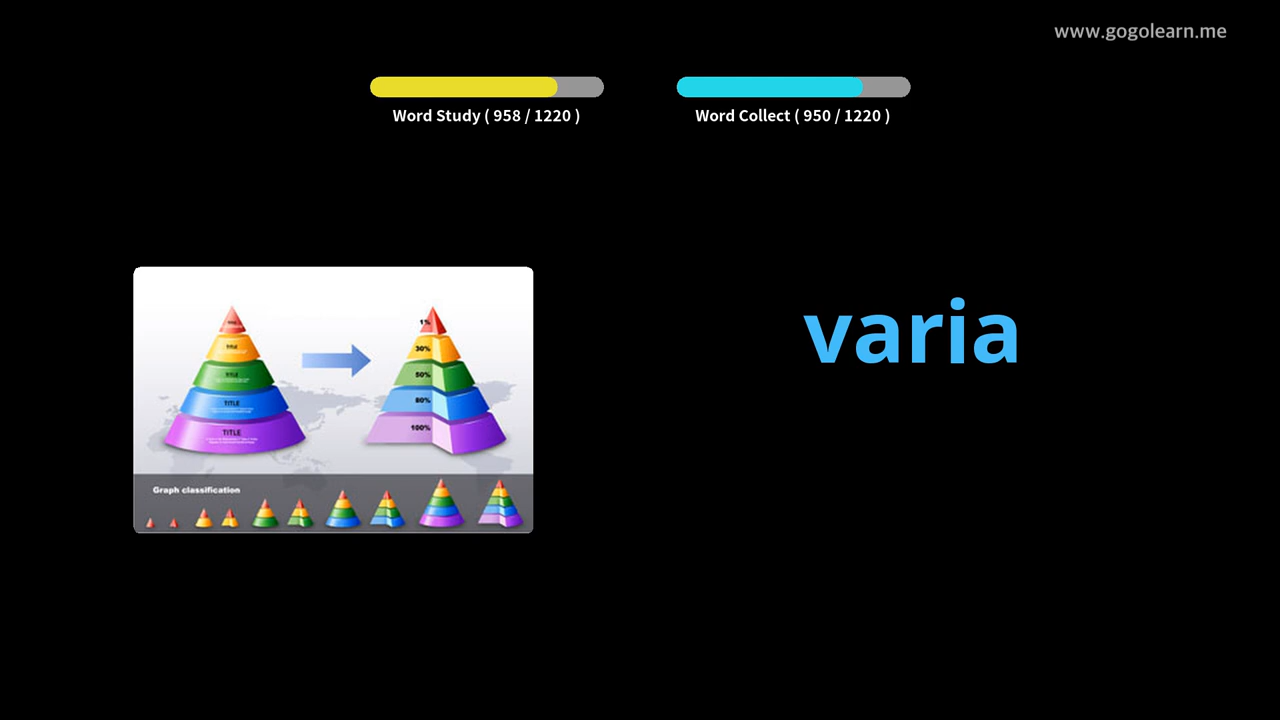 www.gogolearn.me
Word Study ( 958 / 1220 )
Word Collect ( 950 / 1220 )
varia
TITLE
TITLE
TITLE
TITLE
1%
30%
50%
80%
100%
Graph classification